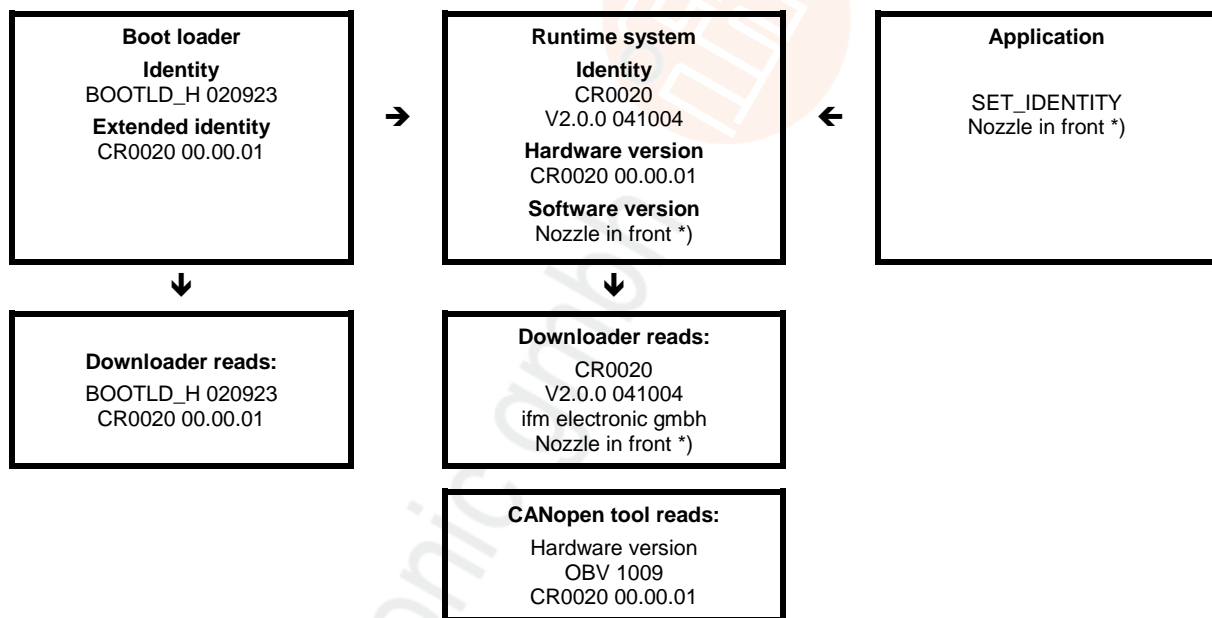 Boot loader
Identity
BOOTLD_H 020923
Extended identity
CR0020 00.00.01
➔
Runtime system
Identity
CR0020
V2.0.0 041004
Hardware version
CR0020 00.00.01
Software version
Nozzle in front *)
🡰
Application
SET_IDENTITY
Nozzle in front *)
Downloader reads:
BOOTLD_H 020923
CR0020 00.00.01
Downloader reads:
CR0020
V2.0.0 041004
ifm electronic gmbh
Nozzle in front *)
CANopen tool reads:
Hardware version
OBV 1009
CR0020 00.00.01
onic gmbh